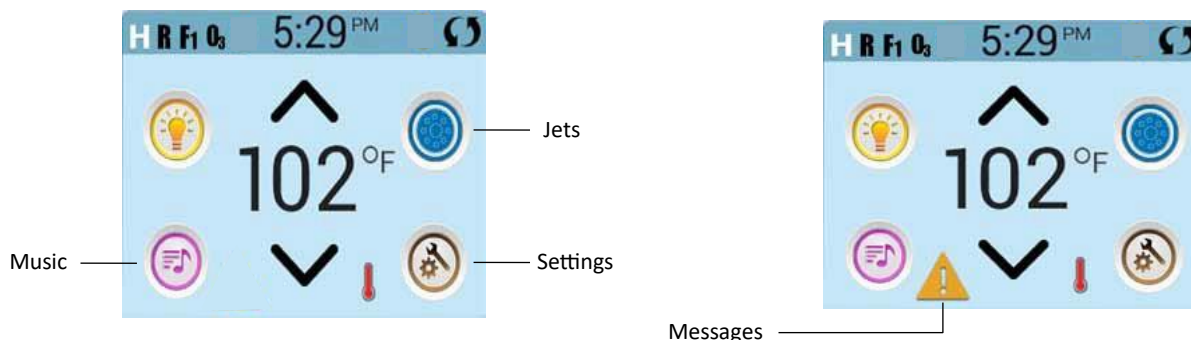 H R F1 O3 5:29 PM
102 °F
Jets
Music
Settings
H R F1 O3 5:29 PM
102 °F
Messages